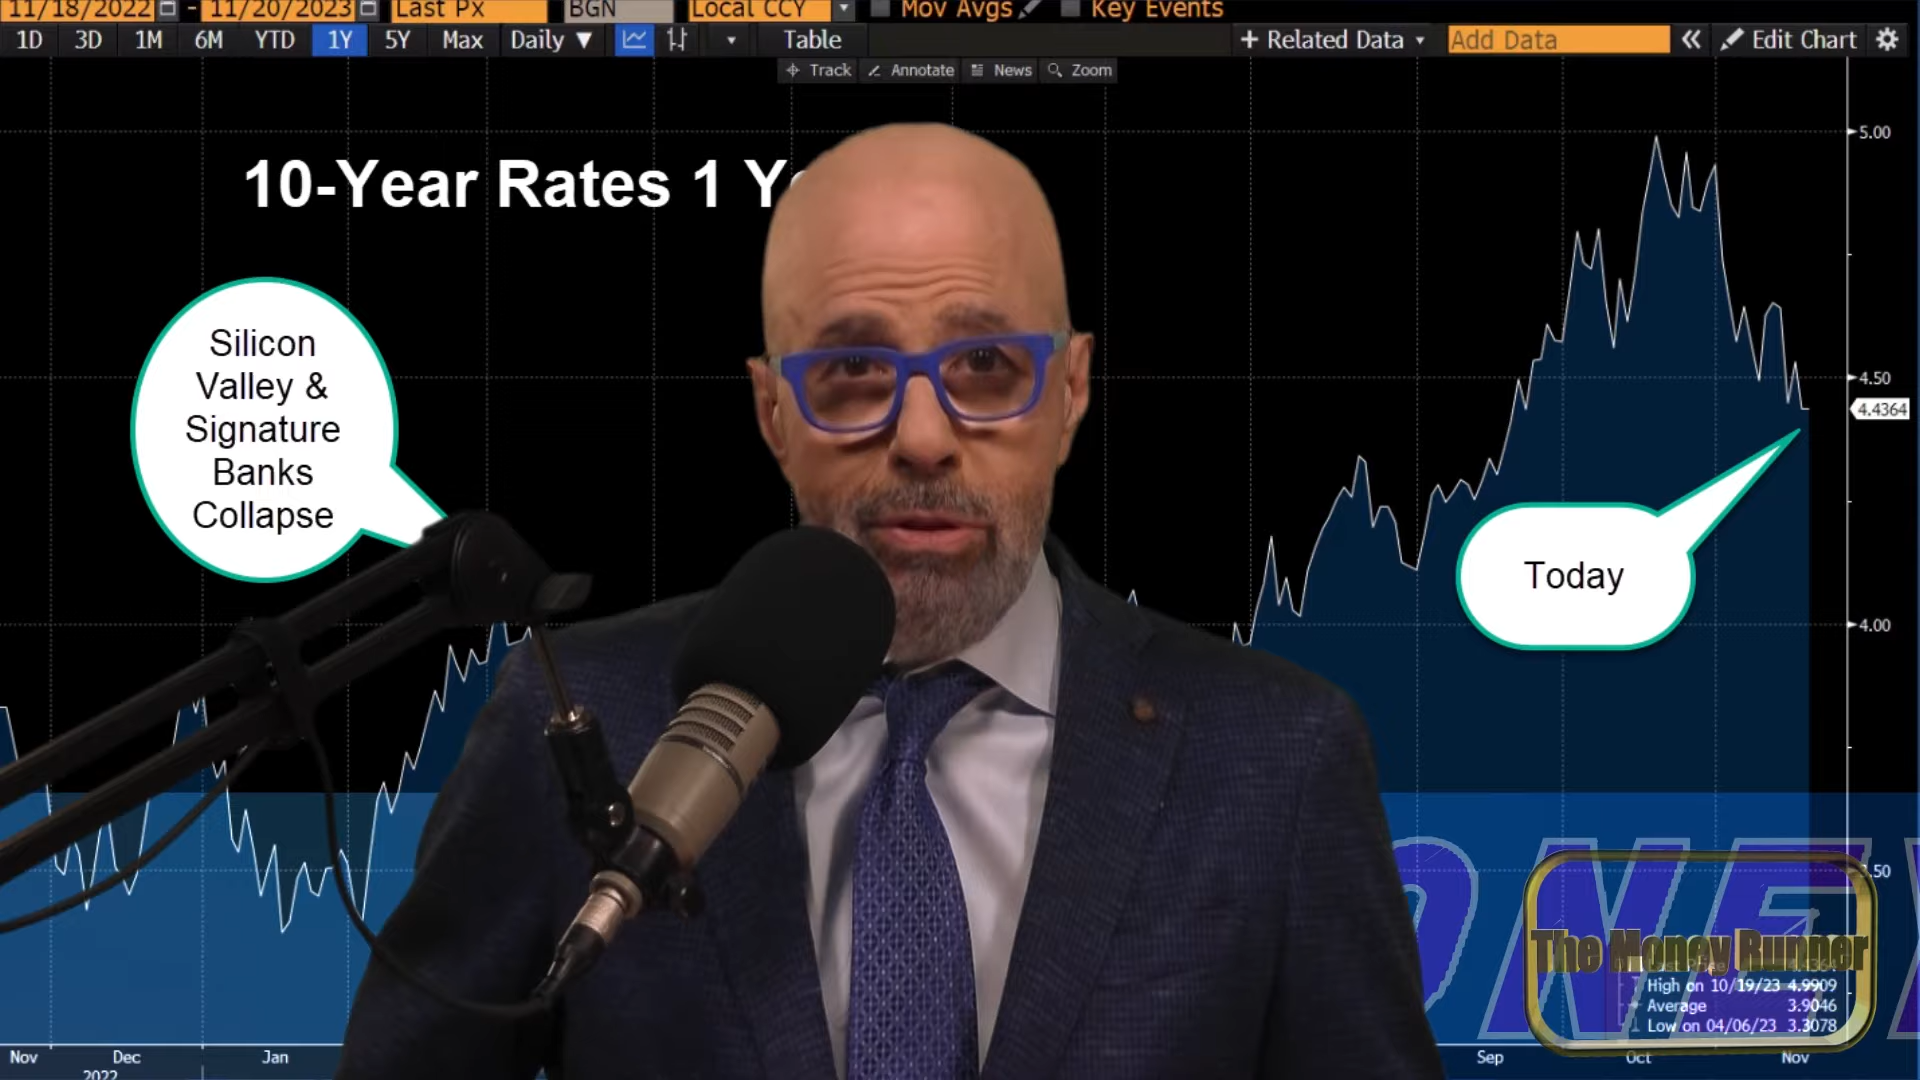 11/18/2022 - 11/20/2023 Last Px BGN Local CCY Mov Avgs Key Events
1D 3D 1M 6M YTD 1Y 5Y Max Daily ▼ Table + Related Data Add Data « Edit Chart
Track Annotate News Zoom
10-Year Rates 1 Y
Silicon
Valley &
Signature
Banks
Collapse
Today
5.00
4.50
4.4364
4.00
.50
The Money Runner
Last Price 4.4364
High on 10/19/23 4.9909
Average 3.9046
Low on 04/06/23 3.3078
Nov Dec Jan Sep Oct Nov
2022